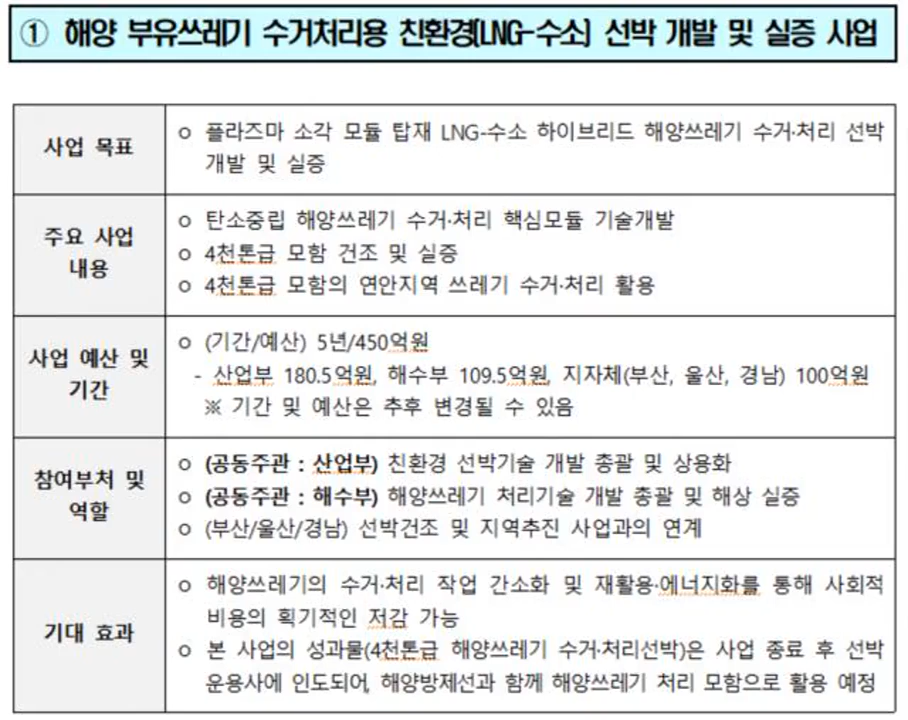 ① 해양 부유쓰레기 수거처리용 친환경(LNG-수소) 선박 개발 및 실증 사업
사업 목표
ㅇ 플라즈마 소각 모듈 탑재 LNG-수소 하이브리드 해양쓰레기 수거·처리 선박
개발 및 실증
주요 사업
내용
ㅇ 탄소중립 해양쓰레기 수거·처리 핵심모듈 기술개발
ㅇ 4천톤급 모함 건조 및 실증
ㅇ 4천톤급 모함의 연안지역 쓰레기 수거·처리 활용
사업 예산 및
기간
ㅇ (기간/예산) 5년/450억원
- 산업부 180.5억원, 해수부 109.5억원, 지자체(부산, 울산, 경남) 100억원
※ 기간 및 예산은 추후 변경될 수 있음
참여부처 및
역할
ㅇ (공동주관 : 산업부) 친환경 선박기술 개발 총괄 및 상용화
ㅇ (공동주관 : 해수부) 해양쓰레기 처리기술 개발 총괄 및 해상 실증
ㅇ (부산/울산/경남) 선박건조 및 지역추진 사업과의 연계
기대 효과
ㅇ 해양쓰레기의 수거·처리 작업 간소화 및 재활용·에너지화를 통해 사회적
비용의 획기적인 저감 가능
ㅇ 본 사업의 성과물(4천톤급 해양쓰레기 수거·처리선박)은 사업 종료 후 선박
운용사에 인도되어, 해양방제선과 함께 해양쓰레기 처리 모함으로 활용 예정